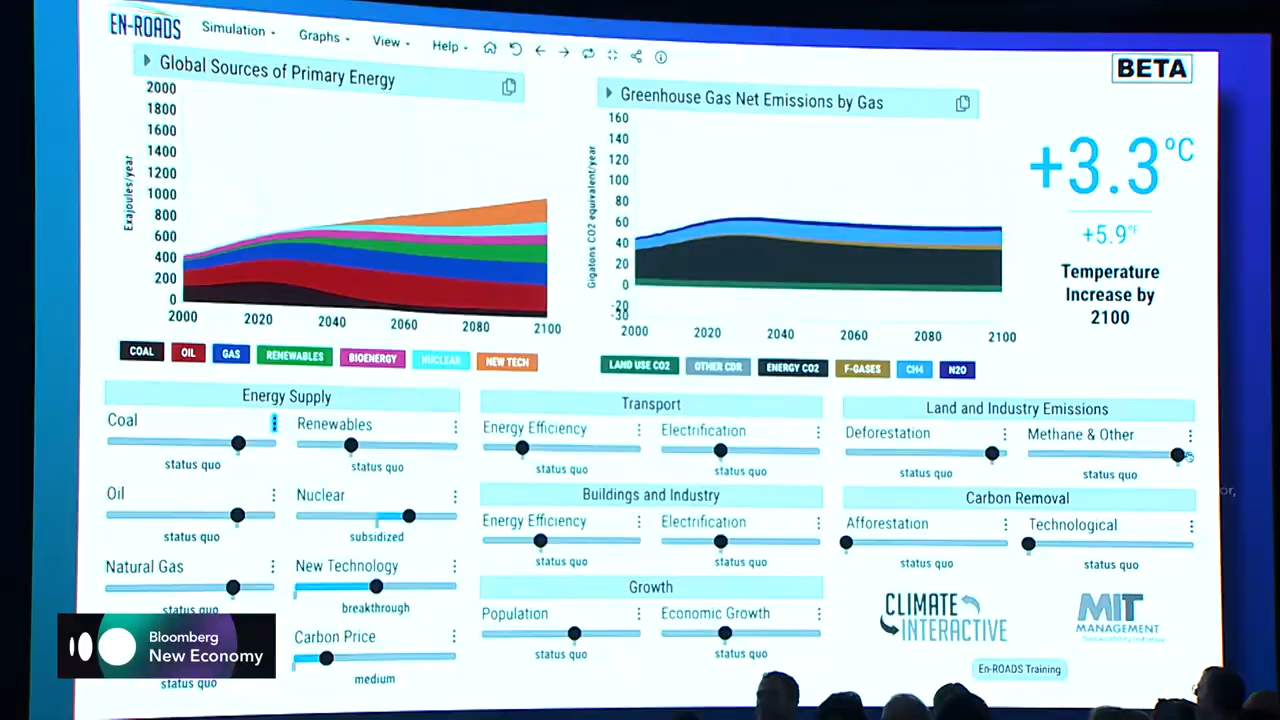 EN-ROADS
Simulation
Graphs
View
Help
BETA
Global Sources of Primary Energy
Greenhouse Gas Net Emissions by Gas
Exajoules/year
2000
1800
1600
1400
1200
1000
800
600
400
200
0
2000
2020
2040
2060
2080
2100
COAL
OIL
GAS
RENEWABLES
BIOENERGY
NUCLEAR
NEW TECH
Gigatons CO2 equivalent/year
160
140
120
100
80
60
40
20
0
-20
-30
2000
2020
2040
2060
2080
2100
LAND USE CO2
OTHER CDR
ENERGY CO2
F-GASES
CH4
N2O
+3.3°C
+5.9°F
Temperature
Increase by
2100
Energy Supply
Coal
status quo
Renewables
status quo
Oil
status quo
Nuclear
subsidized
Natural Gas
status quo
New Technology
breakthrough
Carbon Price
medium
status quo
Transport
Energy Efficiency
status quo
Electrification
status quo
Buildings and Industry
Energy Efficiency
status quo
Electrification
status quo
Growth
Population
status quo
Economic Growth
status quo
Land and Industry Emissions
Deforestation
status quo
Methane & Other
status quo
Carbon Removal
Afforestation
status quo
Technological
status quo
CLIMATE
INTERACTIVE
MIT
MANAGEMENT
Sustainability Initiative
En-ROADS Training
Bloomberg
New Economy